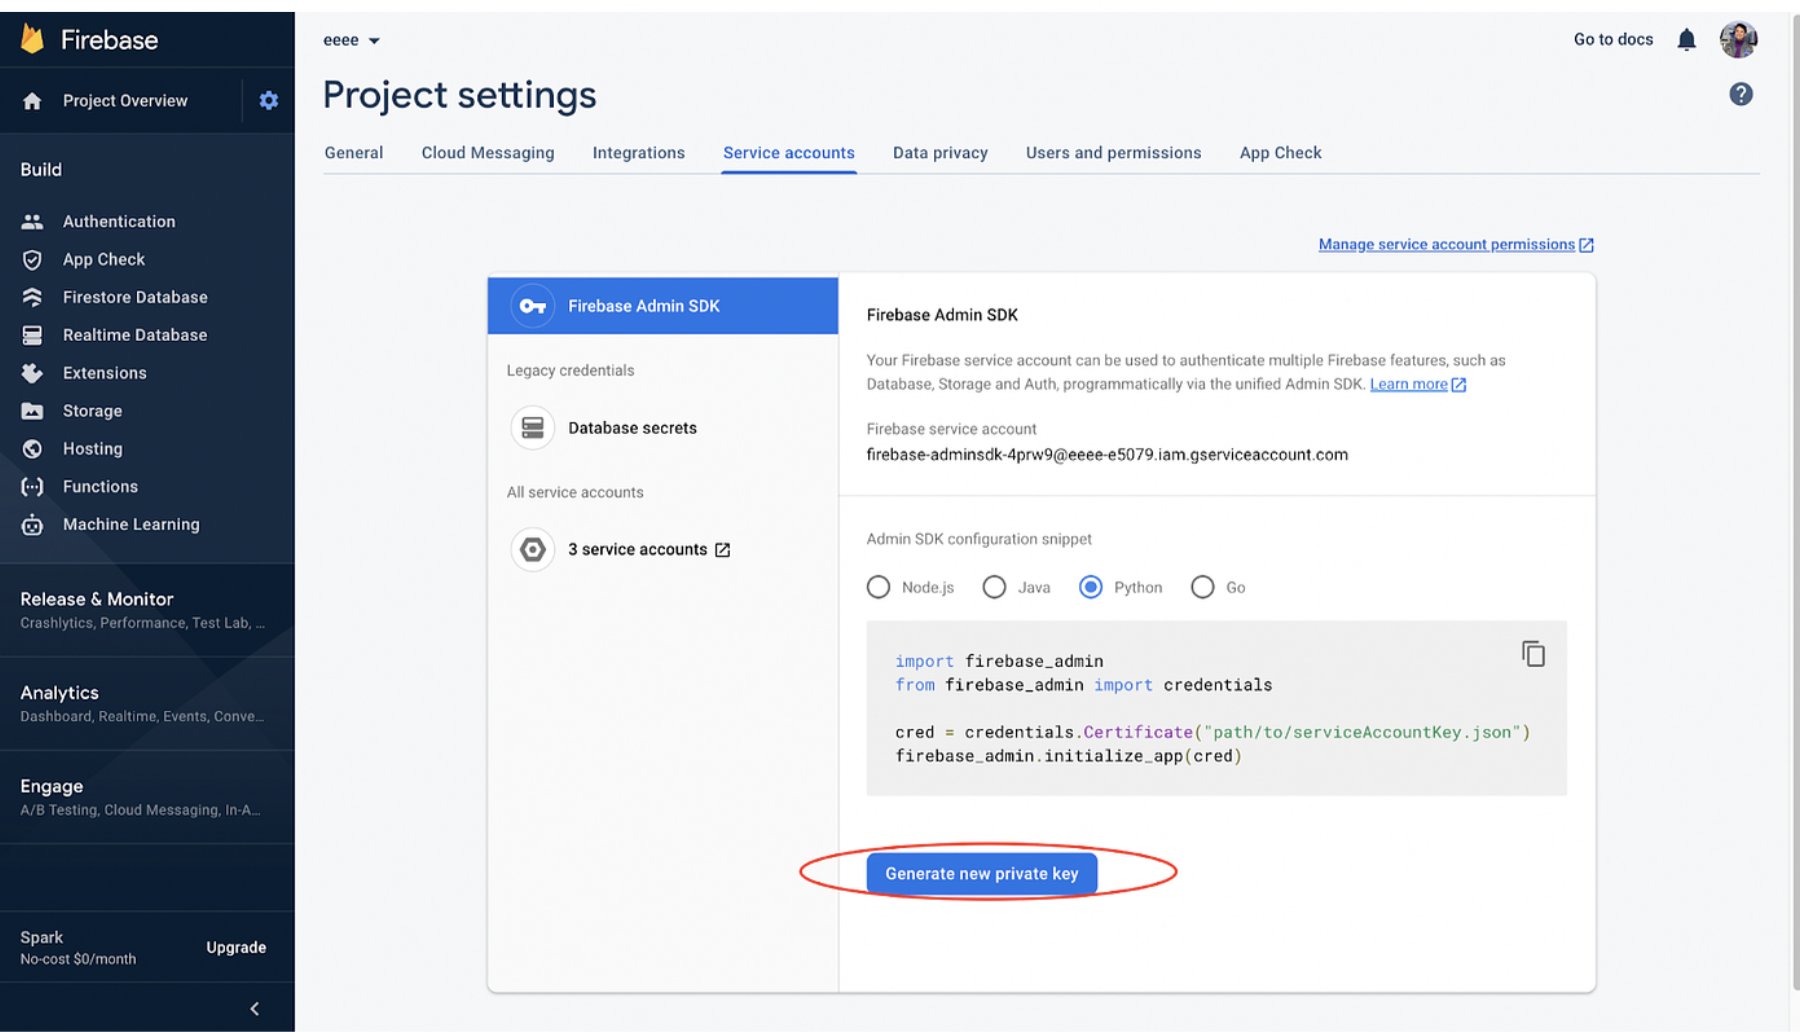 Firebase
Project Overview
Build
Authentication
App Check
Firestore Database
Realtime Database
Extensions
Storage
Hosting
Functions
Machine Learning
Release & Monitor
Crashlytics, Performance, Test Lab, ...
Analytics
Dashboard, Realtime, Events, Conve...
Engage
A/B Testing, Cloud Messaging, In-A...
Spark
No-cost $0/month
Upgrade
eeee
Go to docs
Project settings
General Cloud Messaging Integrations Service accounts Data privacy Users and permissions App Check
Manage service account permissions
Firebase Admin SDK
Legacy credentials
Database secrets
All service accounts
3 service accounts
Firebase Admin SDK
Your Firebase service account can be used to authenticate multiple Firebase features, such as
Database, Storage and Auth, programmatically via the unified Admin SDK. Learn more
Firebase service account
firebase-adminsdk-4prw9@eeee-e5079.iam.gserviceaccount.com
Admin SDK configuration snippet
Node.js Java Python Go
import firebase_admin
from firebase_admin import credentials
cred = credentials.Certificate("path/to/serviceAccountKey.json")
firebase_admin.initialize_app(cred)
Generate new private key